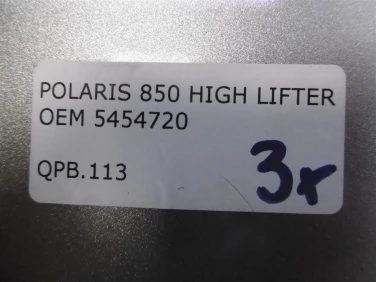 POLARIS 850 HIGH LIFTER
OEM 5454720
QPB.113
3x